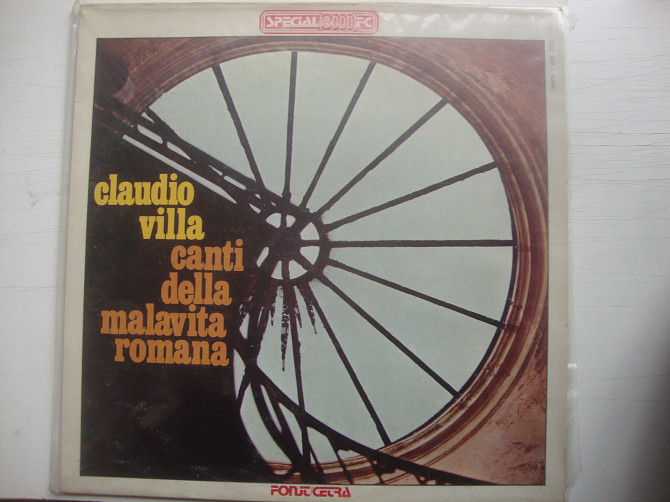 SPECIAL 3000 FC
claudio
villa
canti
della
malavita
romana
FONIT CETRA